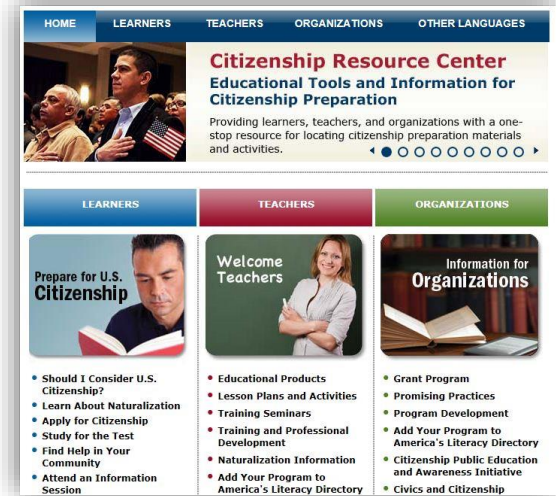 HOME LEARNERS TEACHERS ORGANIZATIONS OTHER LANGUAGES
Citizenship Resource Center
Educational Tools and Information for
Citizenship Preparation
Providing learners, teachers, and organizations with a one-
stop resource for locating citizenship preparation materials
and activities.
LEARNERS
Prepare for U.S.
Citizenship
• Should I Consider U.S.
Citizenship?
• Learn About Naturalization
• Apply for Citizenship
• Study for the Test
• Find Help in Your
Community
• Attend an Information
Session
TEACHERS
Welcome
Teachers
• Educational Products
• Lesson Plans and Activities
• Training Seminars
• Training and Professional
Development
• Naturalization Information
• Add Your Program to
America's Literacy Directory
ORGANIZATIONS
Information for
Organizations
• Grant Program
• Promising Practices
• Program Development
• Add Your Program to
America's Literacy Directory
• Citizenship Public Education
and Awareness Initiative
• Civics and Citizenship